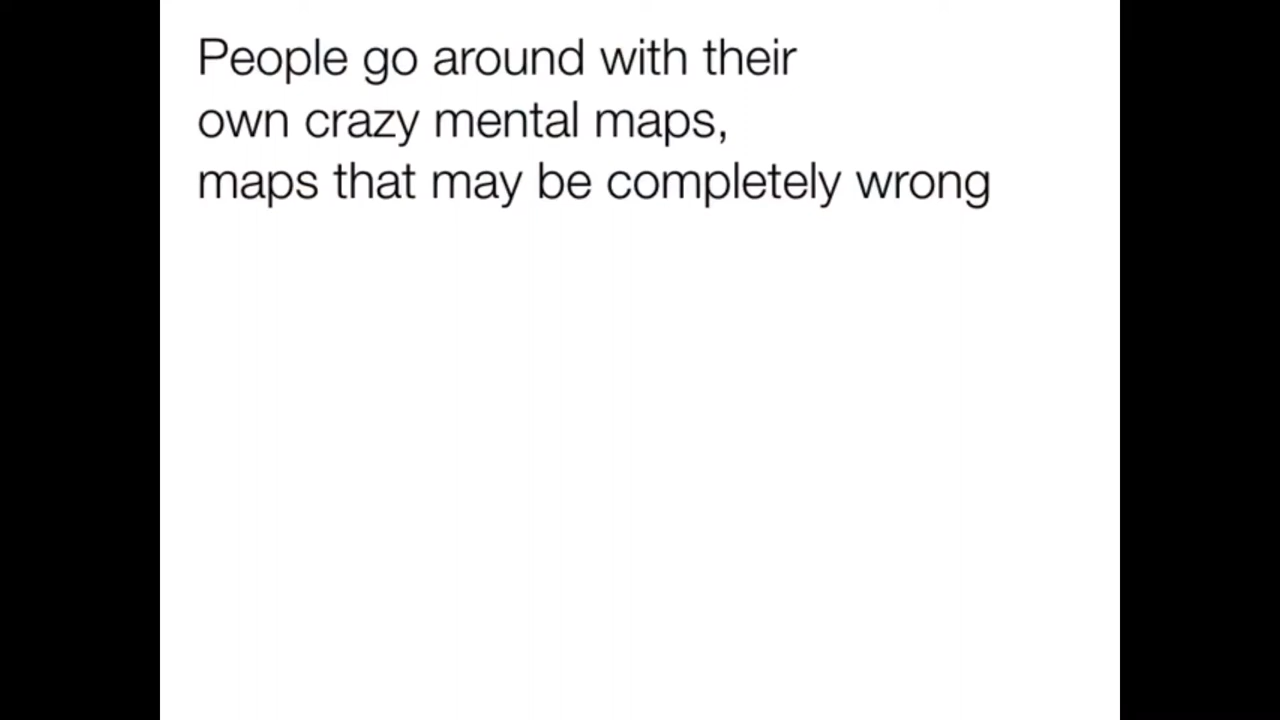 People go around with their
own crazy mental maps,
maps that may be completely wrong